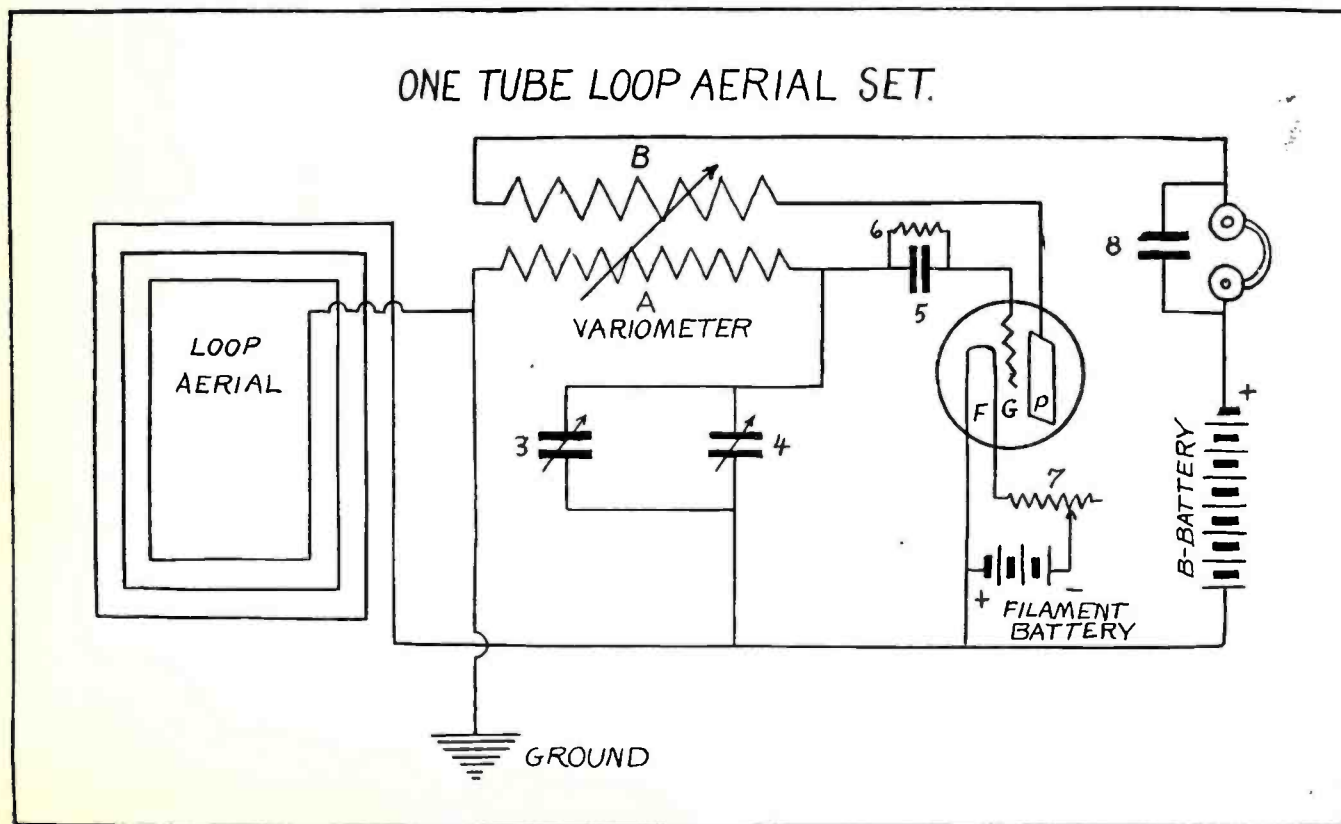 ONE TUBE LOOP AERIAL SET.
B
A
VARIOMETER
LOOP
AERIAL
6
5
8
3
4
F
G
P
7
+
-
FILAMENT
BATTERY
+
B-BATTERY
GROUND